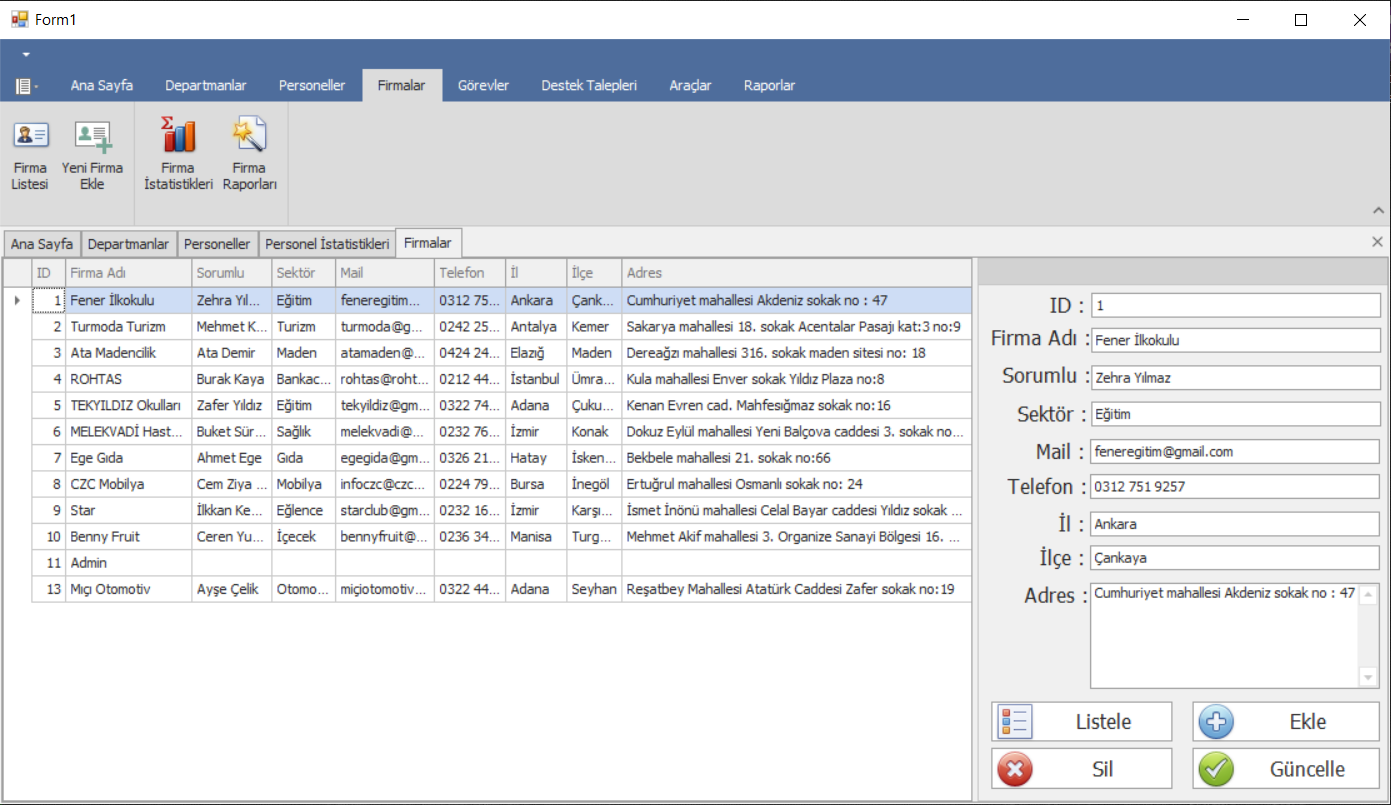 Form1
Ana Sayfa Departmanlar Personeller Firmalar Görevler Destek Talepleri Araçlar Raporlar
Firma Listesi
Yeni Firma Ekle
Firma İstatistikleri
Firma Raporları
Ana Sayfa Departmanlar Personeller Personel İstatistikleri Firmalar
ID Firma Adı Sorumlu Sektör Mail Telefon İl İlçe Adres
1 Fener İlkokulu Zehra Yıl... Eğitim feneregitim... 0312 75... Ankara Çank... Cumhuriyet mahallesi Akdeniz sokak no : 47
2 Turmoda Turizm Mehmet K... Turizm turmoda@g... 0242 25... Antalya Kemer Sakarya mahallesi 18. sokak Acentalar Pasajı kat:3 no:9
3 Ata Madencilik Ata Demir Maden atamaden@... 0424 24... Elazığ Maden Dereağzı mahallesi 316. sokak maden sitesi no: 18
4 ROHTAS Burak Kaya Bankac... rohtas@roht... 0212 44... İstanbul Ümra... Kula mahallesi Enver sokak Yıldız Plaza no:8
5 TEKYILDIZ Okulları Zafer Yıldız Eğitim tekyildiz@gm... 0322 74... Adana Çuku... Kenan Evren cad. Mahfesığmaz sokak no:16
6 MELEKVADİ Hast... Buket Sür... Sağlık melekvadi@... 0232 76... İzmir Konak Dokuz Eylül mahallesi Yeni Balçova caddesi 3. sokak no...
7 Ege Gıda Ahmet Ege Gıda egegida@gm... 0326 21... Hatay İsken... Bekbele mahallesi 21. sokak no:66
8 CZC Mobilya Cem Ziya ... Mobilya infoczc@czc... 0224 79... Bursa İnegöl Ertuğrul mahallesi Osmanlı sokak no: 24
9 Star İlkkan Ke... Eğlence starclub@gm... 0232 16... İzmir Karşı... İsmet İnönü mahallesi Celal Bayar caddesi Yıldız sokak ...
10 Benny Fruit Ceren Yu... İçecek bennyfruit@... 0236 34... Manisa Turg... Mehmet Akif mahallesi 3. Organize Sanayi Bölgesi 16. ...
11 Admin
13 Mıçı Otomotiv Ayşe Çelik Otomo... miçiotomotiv... 0322 44... Adana Seyhan Reşatbey Mahallesi Atatürk Caddesi Zafer sokak no:19
ID : 1
Firma Adı : Fener İlkokulu
Sorumlu : Zehra Yılmaz
Sektör : Eğitim
Mail : feneregitim@gmail.com
Telefon : 0312 751 9257
İl : Ankara
İlçe : Çankaya
Adres : Cumhuriyet mahallesi Akdeniz sokak no : 47
Listele Ekle
Sil Güncelle